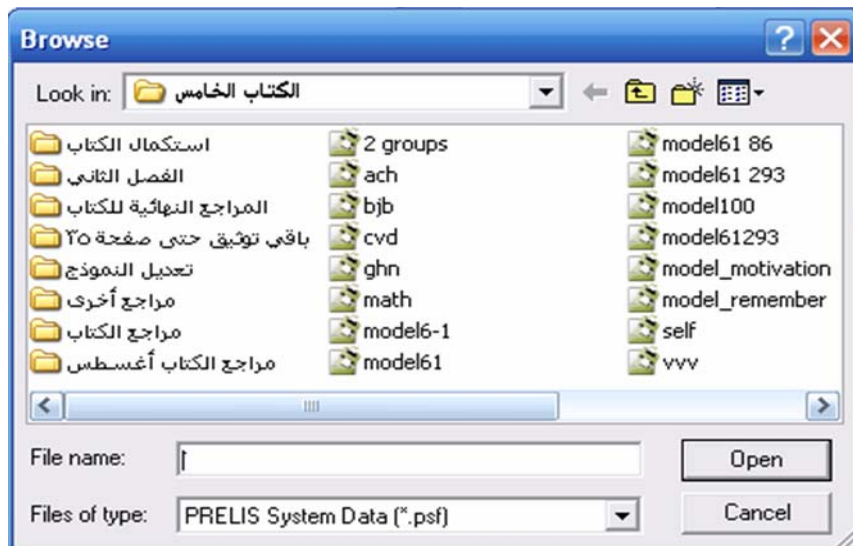 Browse
Look in: الكتاب الخامس
استكمال الكتاب
الفصل الثاني
المراجع النهائية للكتاب
باقي توثيق حتى صفحة ٢٥
تعديل النموذج
مراجع أخرى
مراجع الكتاب
مراجع الكتاب أغسطس
2 groups
ach
bjb
cvd
ghn
math
model6-1
model61
model61 86
model61 293
model100
model61293
model_motivation
model_remember
self
vvv
File name:
Open
Files of type: PRELIS System Data (*.psf)
Cancel